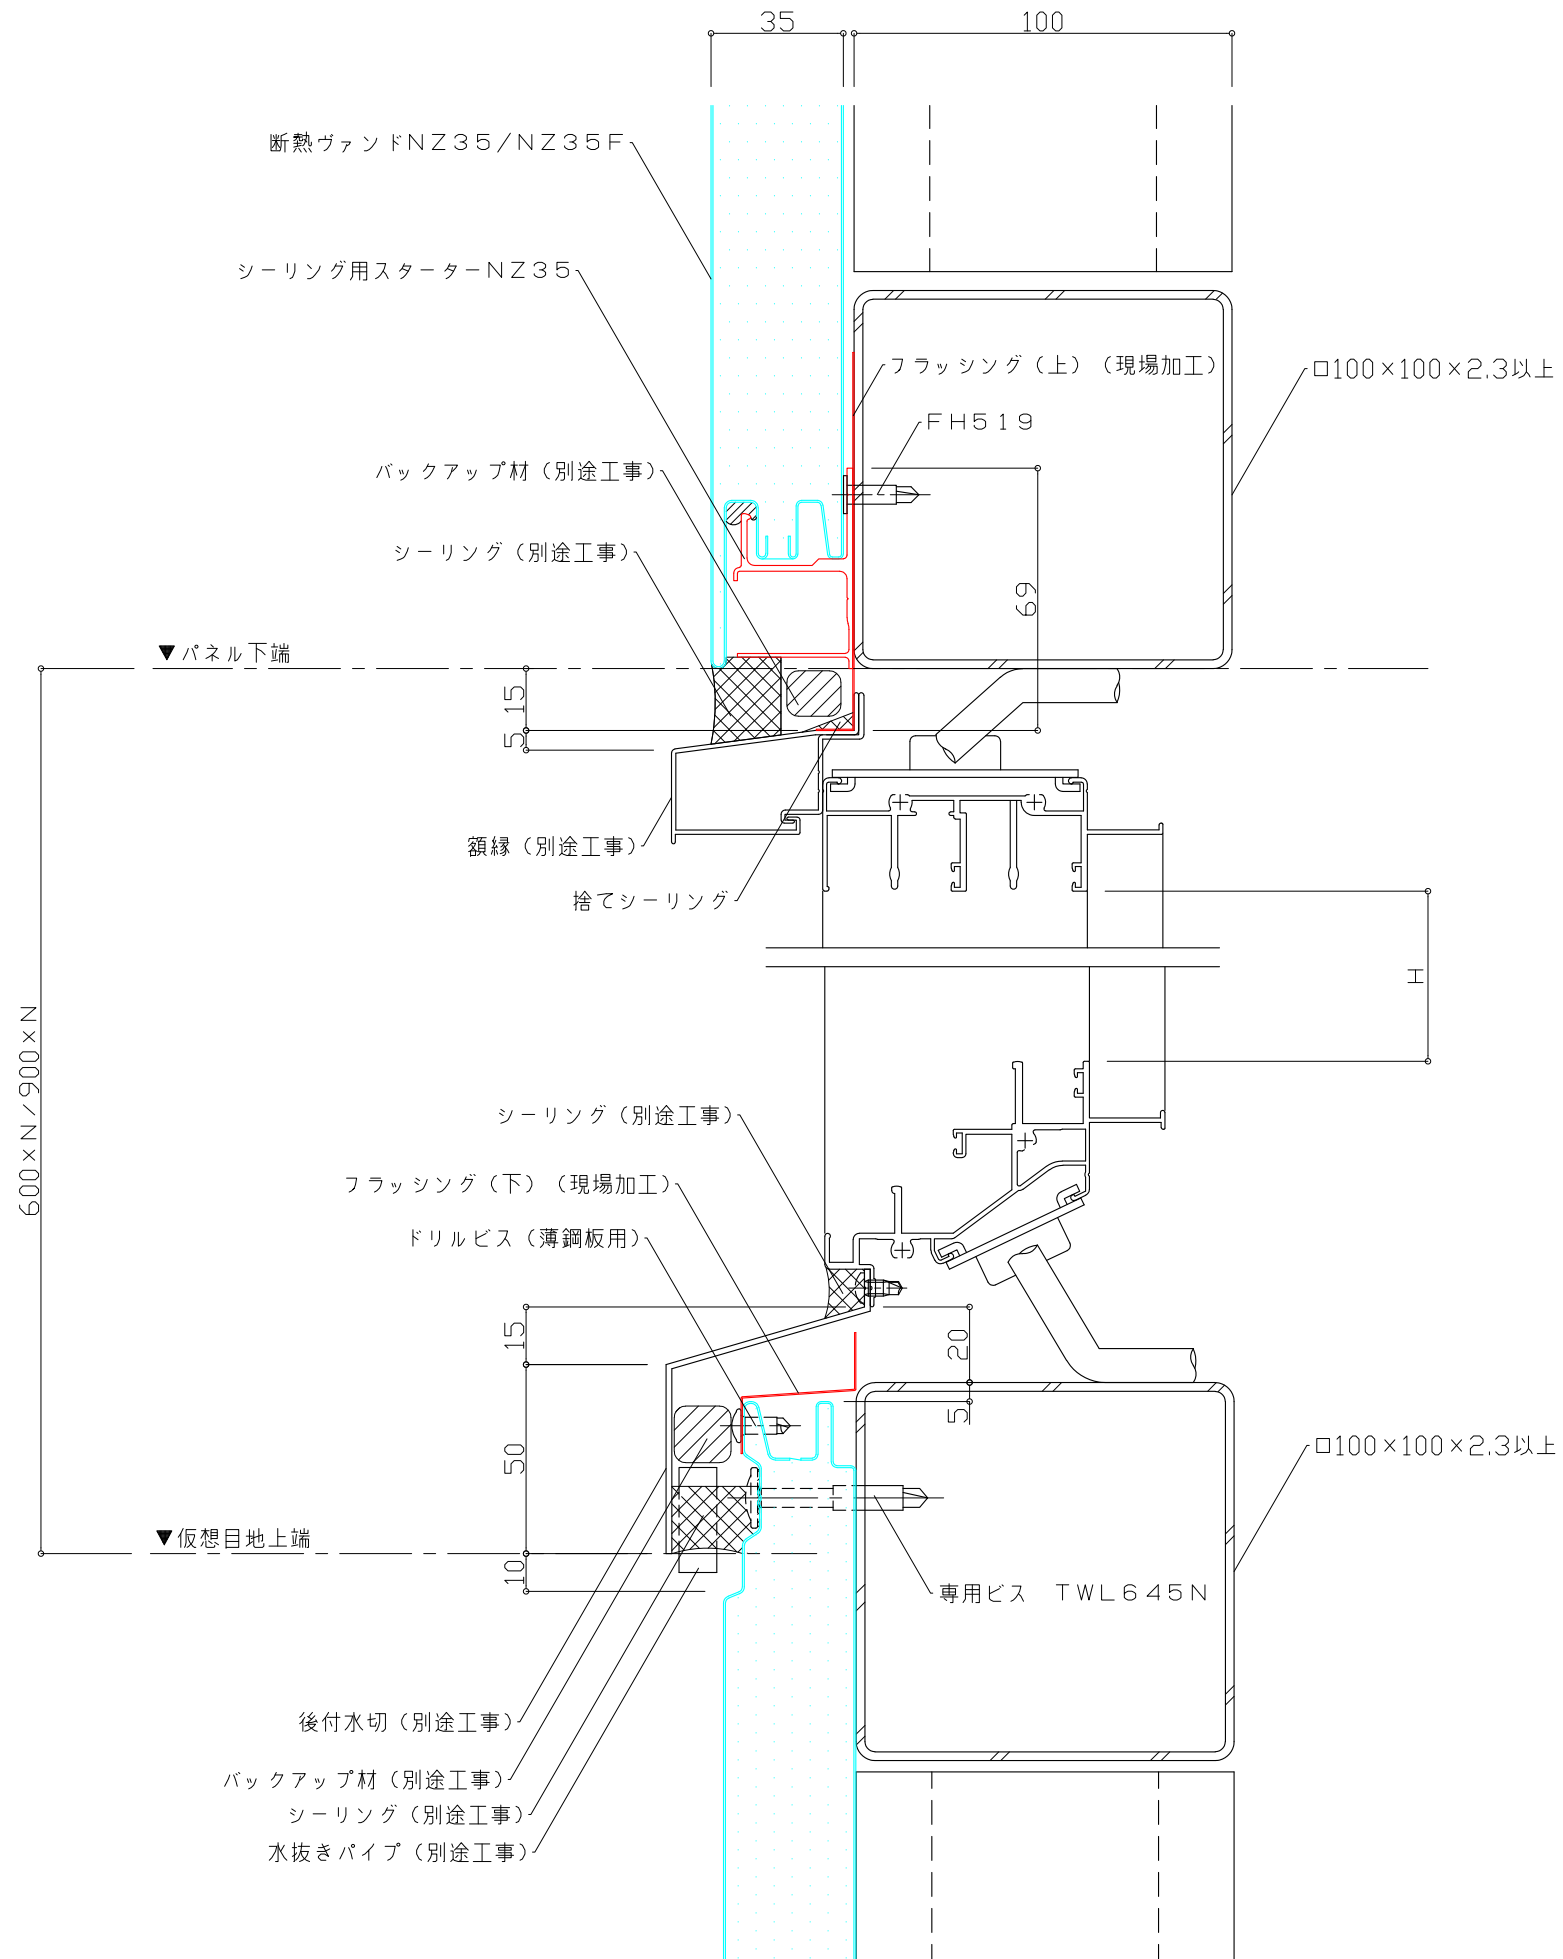 35
100
断熱ヴァンドNZ35/NZ35F
シーリング用スターターNZ35
フラッシング（上）（現場加工）
□100×100×2.3以上
FH519
バックアップ材（別途工事）
シーリング（別途工事）
69
▼パネル下端
15
5
額縁（別途工事）
捨てシーリング
H
600×N/900×N
シーリング（別途工事）
フラッシング（下）（現場加工）
ドリルビス（薄鋼板用）
15
20
5
50
□100×100×2.3以上
▼仮想目地上端
10
専用ビス　TWL645N
後付水切（別途工事）
バックアップ材（別途工事）
シーリング（別途工事）
水抜きパイプ（別途工事）